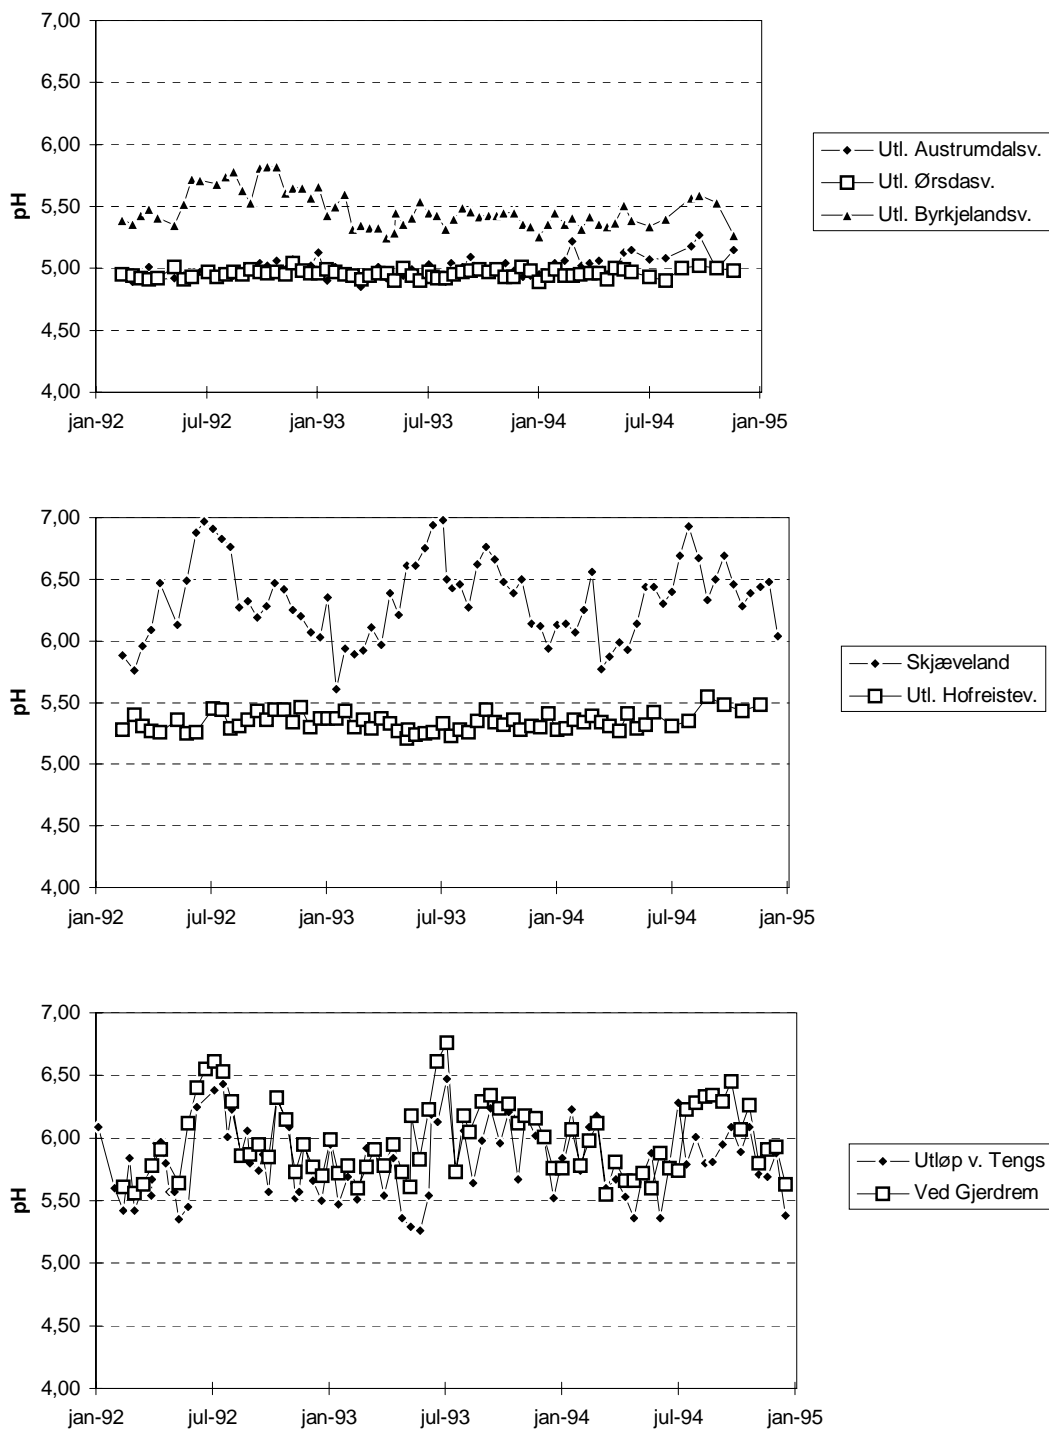 7,00
6,50
6,00
5,50
5,00
4,50
4,00
pH
jan-92 jul-92 jan-93 jul-93 jan-94 jul-94 jan-95
Utl. Austrumdalsv.
Utl. Ørsdasv.
Utl. Byrkjelandsv.
7,00
6,50
6,00
5,50
5,00
4,50
4,00
pH
jan-92 jul-92 jan-93 jul-93 jan-94 jul-94 jan-95
Skjæveland
Utl. Hofreistev.
7,00
6,50
6,00
5,50
5,00
4,50
4,00
pH
jan-92 jul-92 jan-93 jul-93 jan-94 jul-94 jan-95
Utløp v. Tengs
Ved Gjerdrem